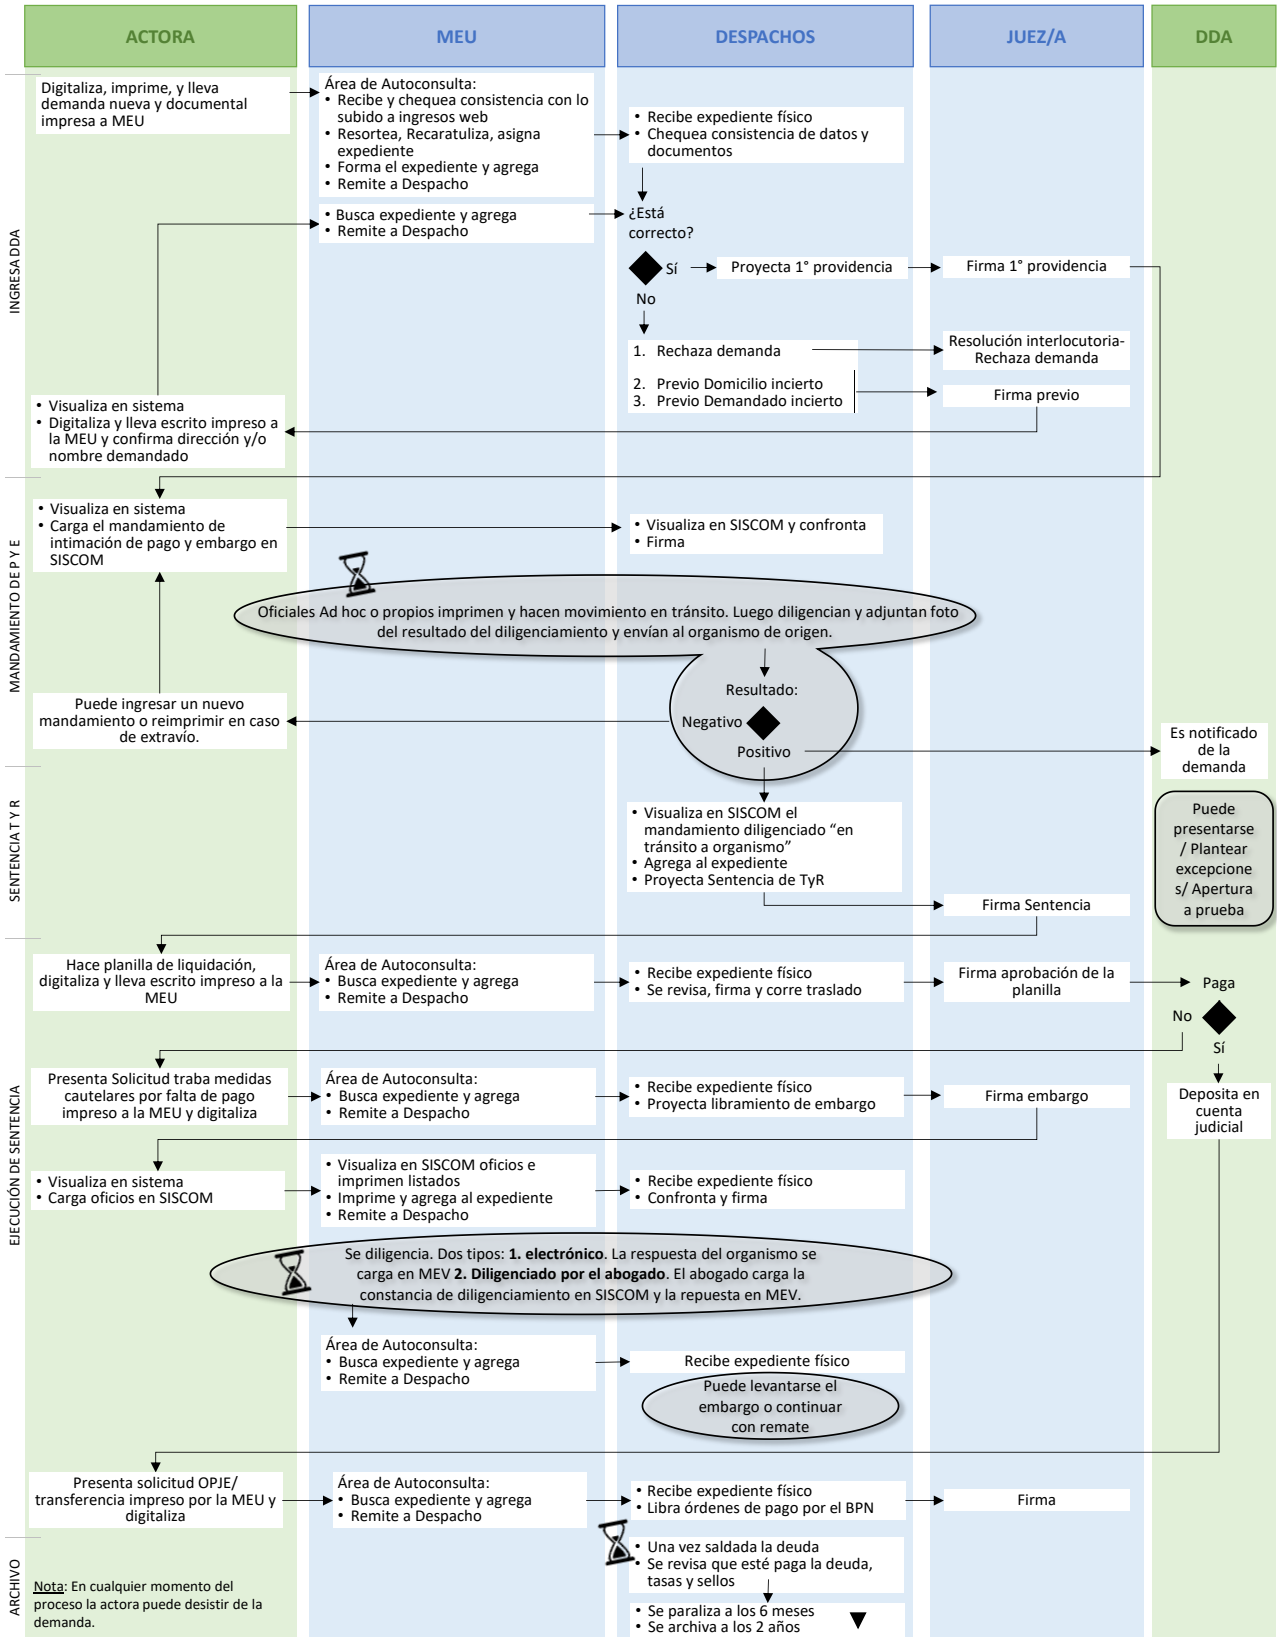 ACTORA
MEU
DESPACHOS
JUEZ/A
DDA
INGRESA DDA
Digitaliza, imprime, y lleva
demanda nueva y documental
impresa a MEU
Área de Autoconsulta:
• Recibe y chequea consistencia con lo
subido a ingresos web
• Resortea, Recaratuliza, asigna
expediente
• Forma el expediente y agrega
• Remite a Despacho
• Recibe expediente físico
• Chequea consistencia de datos y
documentos
• Busca expediente y agrega
• Remite a Despacho
¿Está
correcto?
Sí
Proyecta 1° providencia
Firma 1° providencia
No
1. Rechaza demanda
Resolución interlocutoria-
Rechaza demanda
2. Previo Domicilio incierto
3. Previo Demandado incierto
Firma previo
• Visualiza en sistema
• Digitaliza y lleva escrito impreso a
la MEU y confirma dirección y/o
nombre demandado
MANDAMIENTO DE P Y E
• Visualiza en sistema
• Carga el mandamiento de
intimación de pago y embargo en
SISCOM
• Visualiza en SISCOM y confronta
• Firma
Oficiales Ad hoc o propios imprimen y hacen movimiento en tránsito. Luego diligencian y adjuntan foto
del resultado del diligenciamiento y envían al organismo de origen.
Resultado:
Negativo
Positivo
Puede ingresar un nuevo
mandamiento o reimprimir en caso
de extravío.
Es notificado
de la
demanda
SENTENCIA T Y R
• Visualiza en SISCOM el
mandamiento diligenciado “en
tránsito a organismo”
• Agrega al expediente
• Proyecta Sentencia de TyR
Puede
presentarse
/ Plantear
excepcione
s/ Apertura
a prueba
Firma Sentencia
EJECUCIÓN DE SENTENCIA
Hace planilla de liquidación,
digitaliza y lleva escrito impreso a la
MEU
Área de Autoconsulta:
• Busca expediente y agrega
• Remite a Despacho
• Recibe expediente físico
• Se revisa, firma y corre traslado
Firma aprobación de la
planilla
Paga
No
Sí
Presenta Solicitud traba medidas
cautelares por falta de pago
impreso a la MEU y digitaliza
Área de Autoconsulta:
• Busca expediente y agrega
• Remite a Despacho
• Recibe expediente físico
• Proyecta libramiento de embargo
Firma embargo
Deposita en
cuenta
judicial
• Visualiza en sistema
• Carga oficios en SISCOM
• Visualiza en SISCOM oficios e
imprimen listados
• Imprime y agrega al expediente
• Remite a Despacho
• Recibe expediente físico
• Confronta y firma
Se diligencia. Dos tipos: 1. electrónico. La respuesta del organismo se
carga en MEV 2. Diligenciado por el abogado. El abogado carga la
constancia de diligenciamiento en SISCOM y la repuesta en MEV.
Área de Autoconsulta:
• Busca expediente y agrega
• Remite a Despacho
Recibe expediente físico
Puede levantarse el
embargo o continuar
con remate
Presenta solicitud OPJE/
transferencia impreso por la MEU y
digitaliza
Área de Autoconsulta:
• Busca expediente y agrega
• Remite a Despacho
• Recibe expediente físico
• Libra órdenes de pago por el BPN
Firma
ARCHIVO
• Una vez saldada la deuda
• Se revisa que esté paga la deuda,
tasas y sellos
• Se paraliza a los 6 meses
• Se archiva a los 2 años
Nota: En cualquier momento del
proceso la actora puede desistir de la
demanda.